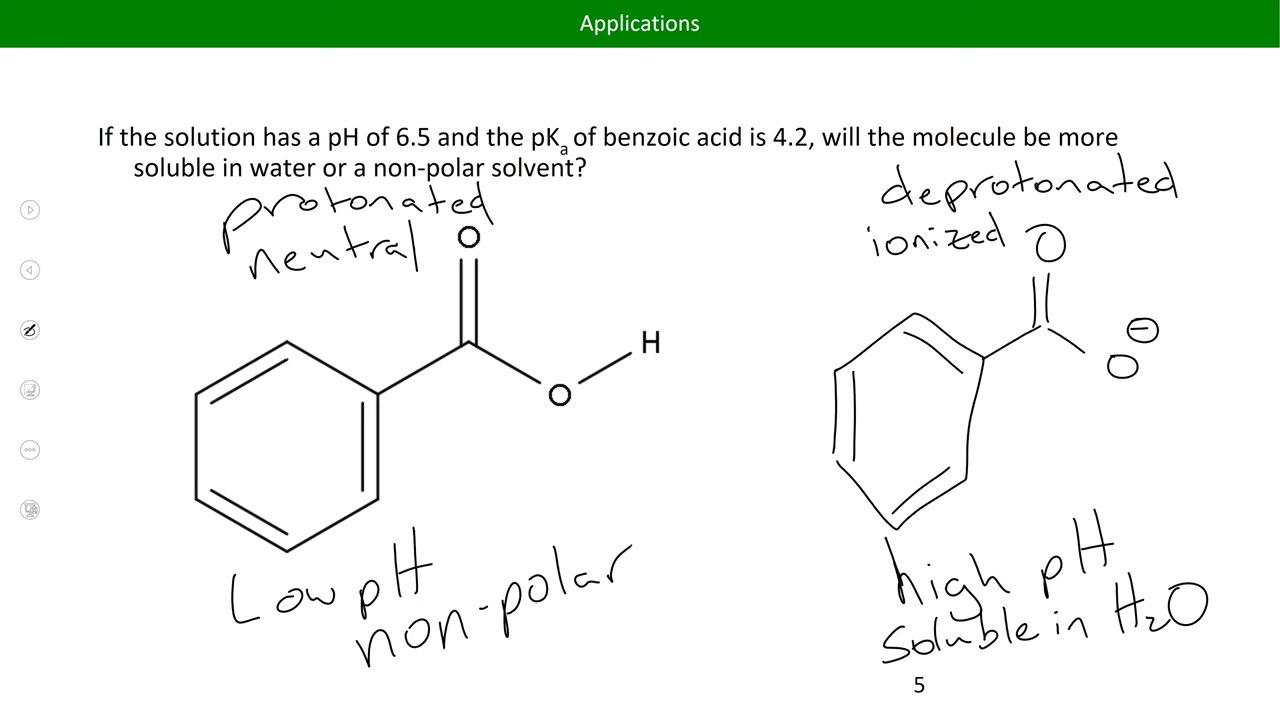 Applications
If the solution has a pH of 6.5 and the pKa of benzoic acid is 4.2, will the molecule be more
soluble in water or a non-polar solvent?
protonated
neutral
O
O
H
Low pH
non-polar
deprotonated
ionized
O
⊖
O
high pH
soluble in H2O
5